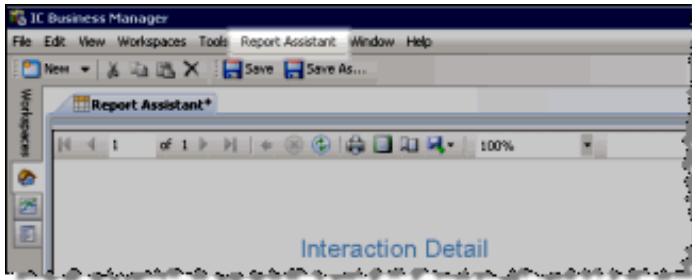 IC Business Manager
File Edit View Workspaces Tools Report Assistant Window Help
New Save Save As...
Workspaces
Report Assistant*
1 of 1 100%
Interaction Detail